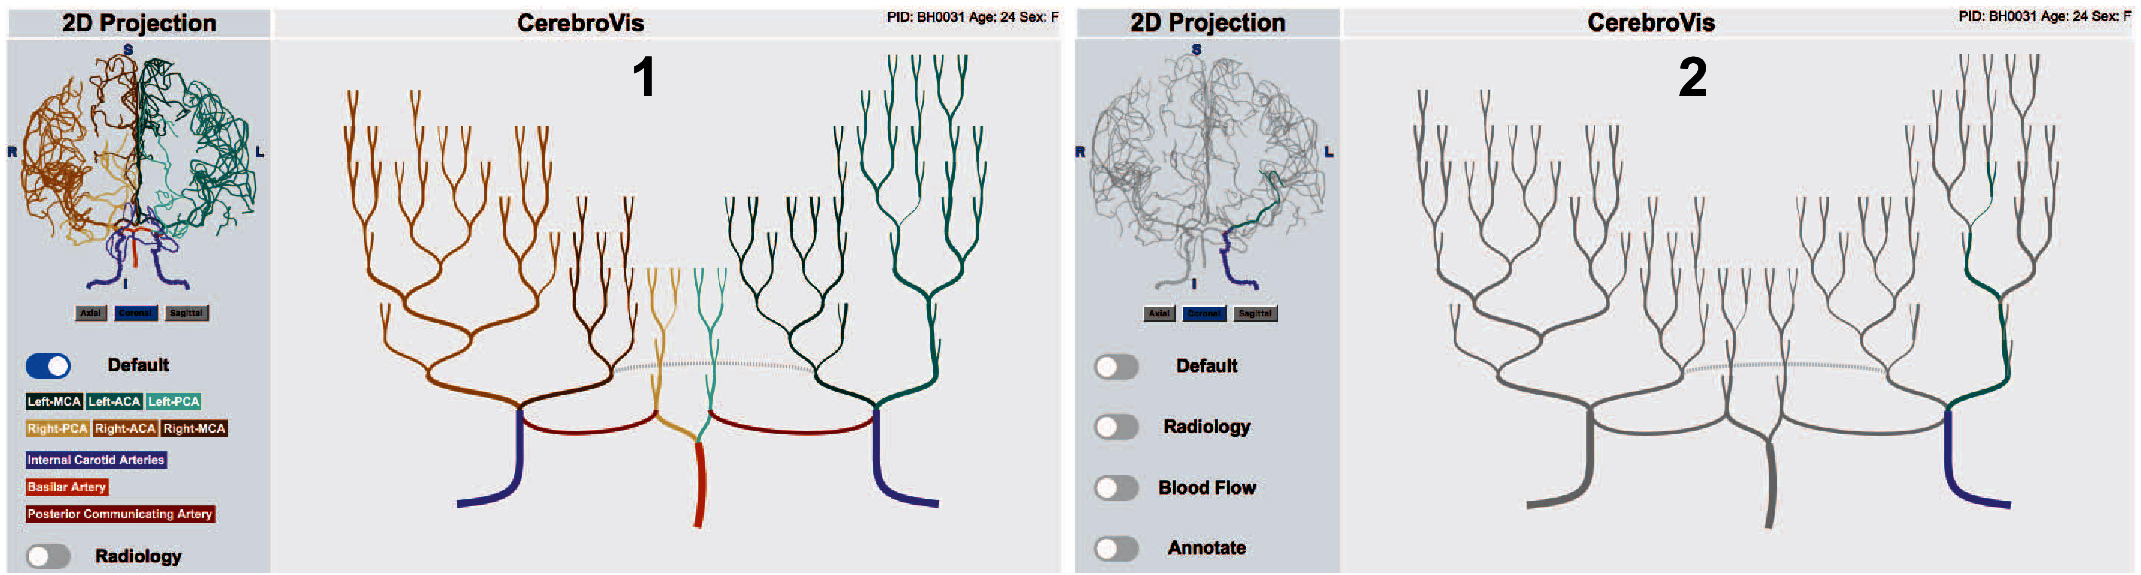 2D Projection
CerebroVis
PID: BH0031 Age: 24 Sex: F
1
S
R
L
I
Axial Coronal Sagittal
Default
Left-MCA Left-ACA Left-PCA
Right-PCA Right-ACA Right-MCA
Internal Carotid Arteries
Basilar Artery
Posterior Communicating Artery
Radiology
2D Projection
CerebroVis
PID: BH0031 Age: 24 Sex: F
2
S
R
L
I
Axial Coronal Sagittal
Default
Radiology
Blood Flow
Annotate